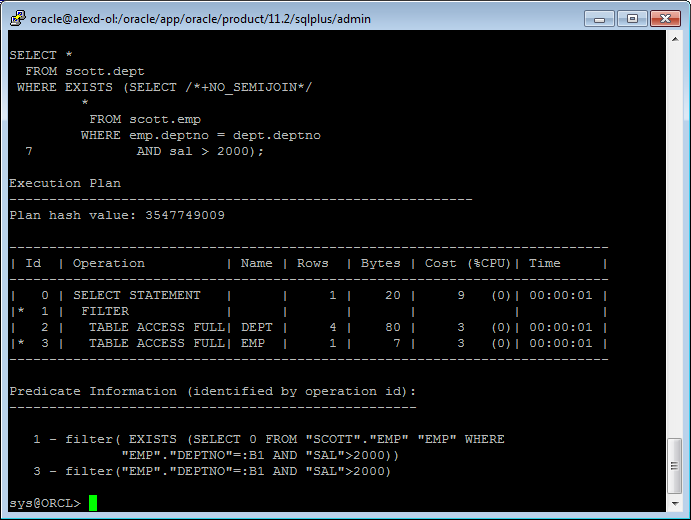 oracle@alexd-ol:/oracle/app/oracle/product/11.2/sqlplus/admin
SELECT *
  FROM scott.dept
 WHERE EXISTS (SELECT /*+NO_SEMIJOIN*/
         *
          FROM scott.emp
         WHERE emp.deptno = dept.deptno
  7             AND sal > 2000);
Execution Plan
----------------------------------------------------------
Plan hash value: 3547749009
---------------------------------------------------------------------------
| Id  | Operation          | Name | Rows  | Bytes | Cost (%CPU)| Time     |
---------------------------------------------------------------------------
|   0 | SELECT STATEMENT   |      |     1 |    20 |     9   (0)| 00:00:01 |
|*  1 |  FILTER            |      |       |       |            |          |
|   2 |   TABLE ACCESS FULL| DEPT |     4 |    80 |     3   (0)| 00:00:01 |
|*  3 |   TABLE ACCESS FULL| EMP  |     1 |     7 |     3   (0)| 00:00:01 |
---------------------------------------------------------------------------
Predicate Information (identified by operation id):
---------------------------------------------------
   1 - filter( EXISTS (SELECT 0 FROM "SCOTT"."EMP" "EMP" WHERE
              "EMP"."DEPTNO"=:B1 AND "SAL">2000))
   3 - filter("EMP"."DEPTNO"=:B1 AND "SAL">2000)
sys@ORCL>